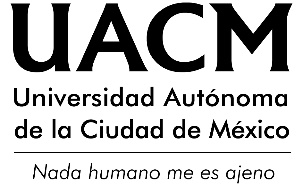 UACM
Universidad Autónoma
de la Ciudad de México
Nada humano me es ajeno